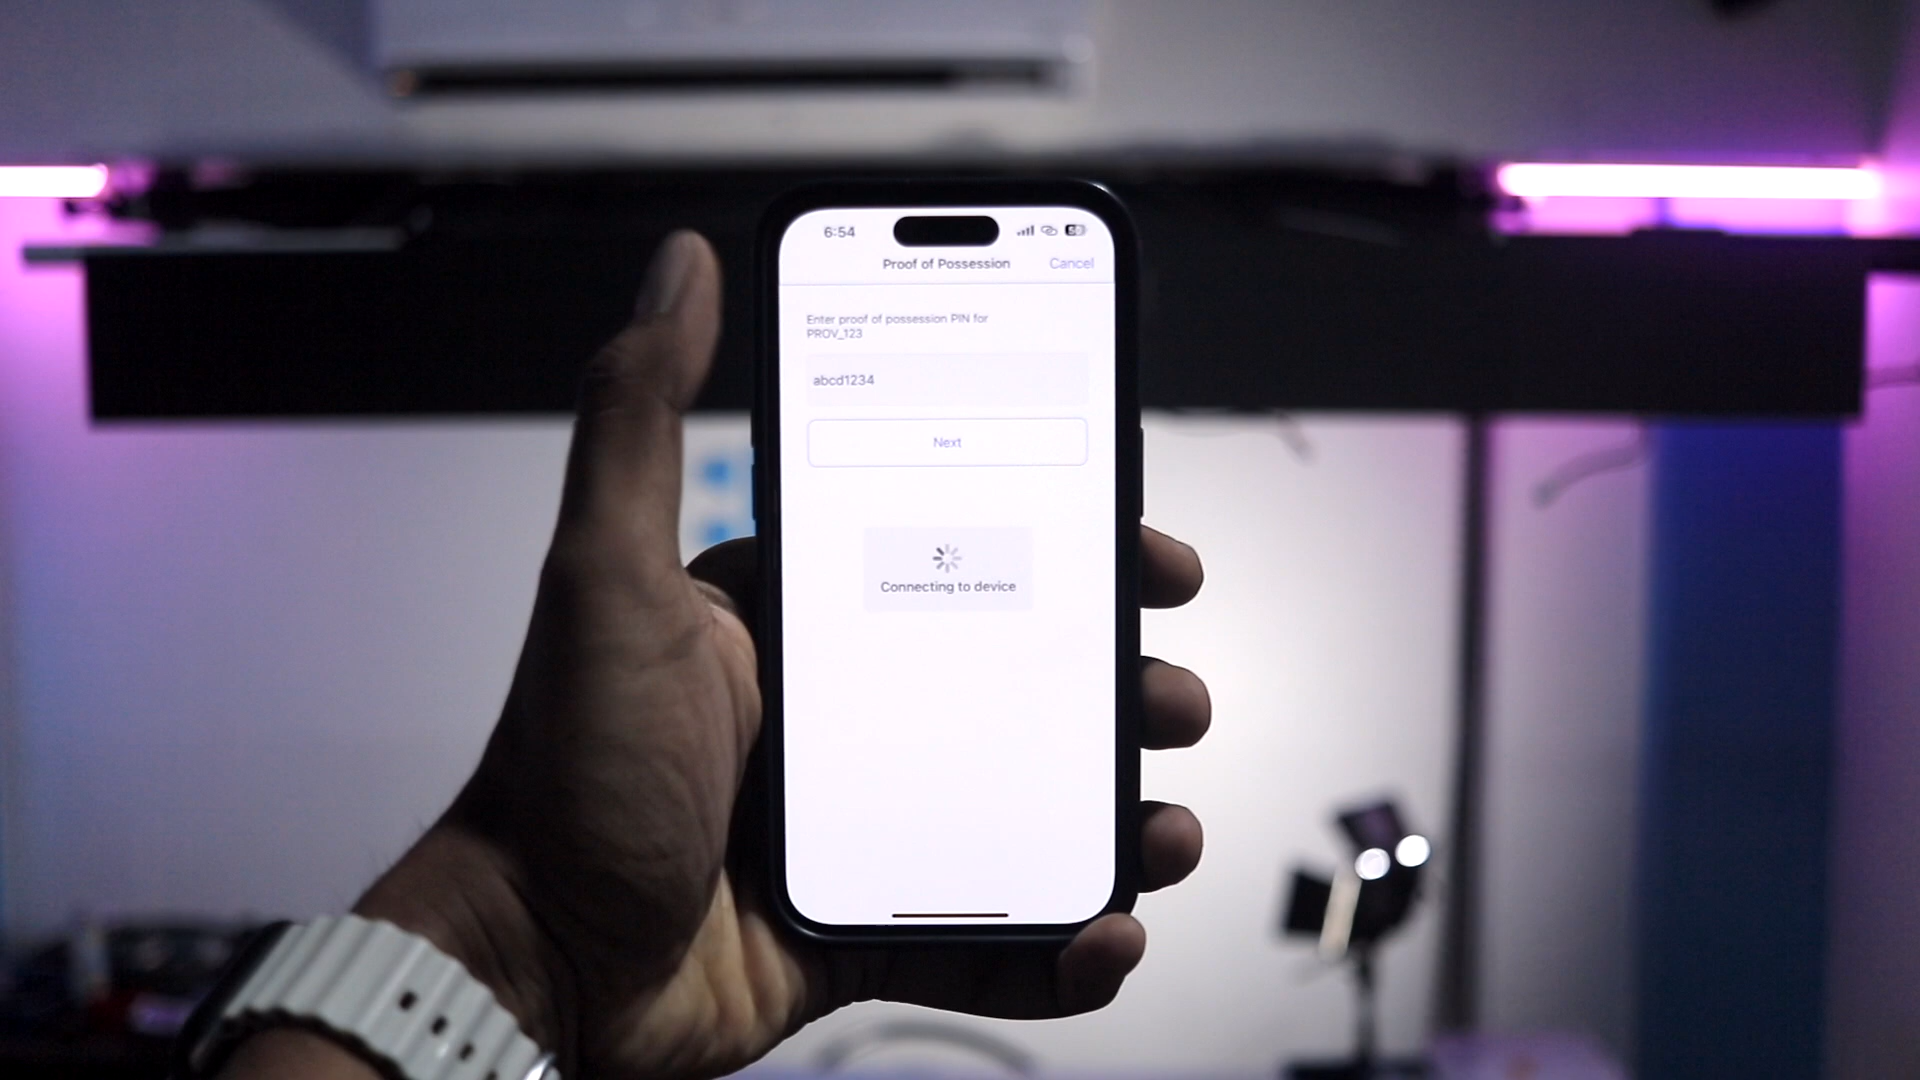 6:54
Proof of Possession
Cancel
Enter proof of possession PIN for
PROV_123
abcd1234
Next
Connecting to device